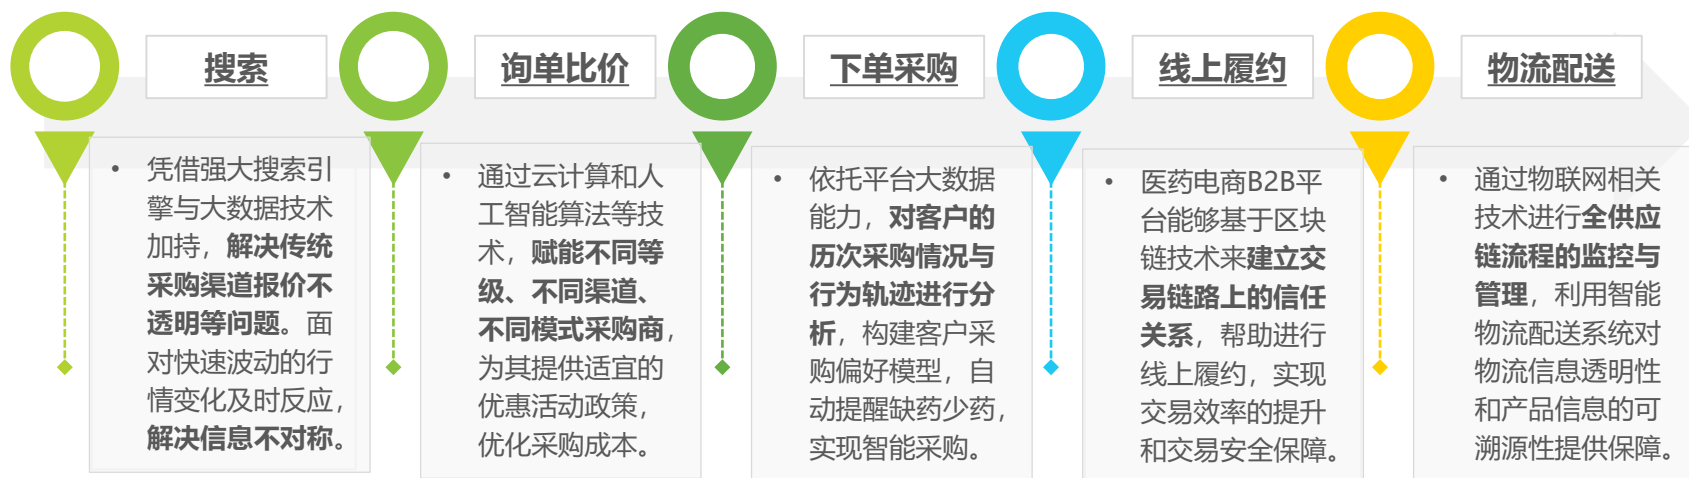 搜索
询单比价
下单采购
线上履约
物流配送
• 凭借强大搜索引
擎与大数据技术
加持，解决传统
采购渠道报价不
透明等问题。面
对快速波动的行
情变化及时反应，
解决信息不对称。
• 通过云计算和人
工智能算法等技
术，赋能不同等
级、不同渠道、
不同模式采购商，
为其提供适宜的
优惠活动政策，
优化采购成本。
• 依托平台大数据
能力，对客户的
历次采购情况与
行为轨迹进行分
析，构建客户采
购偏好模型，自
动提醒缺药少药，
实现智能采购。
• 医药电商B2B平
台能够基于区块
链技术来建立交
易链路上的信任
关系，帮助进行
线上履约，实现
交易效率的提升
和交易安全保障。
• 通过物联网相关
技术进行全供应
链流程的监控与
管理，利用智能
物流配送系统对
物流信息透明性
和产品信息的可
溯源性提供保障。